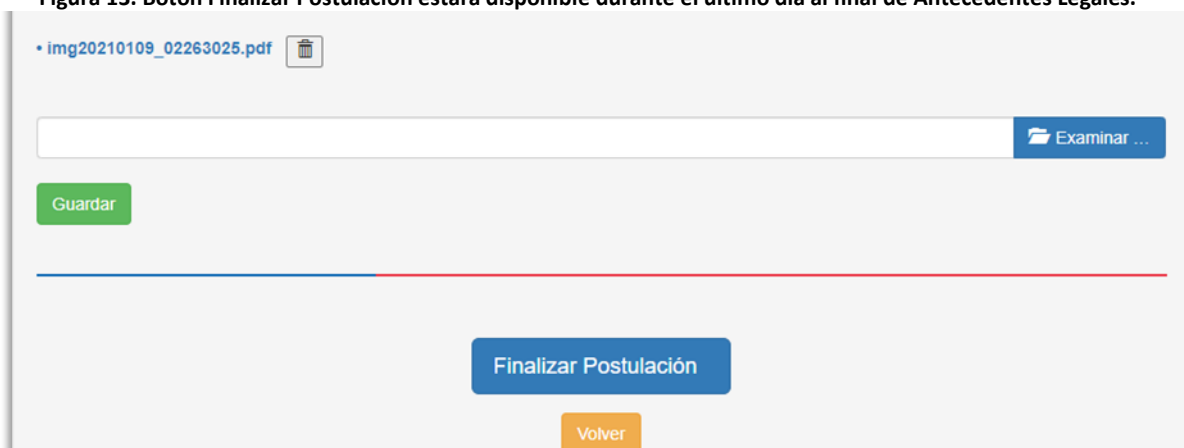 Figura 15. Botón Finalizar Postulación estará disponible durante el último día al final de Antecedentes Legales.
• img20210109_02263025.pdf
Examinar ...
Guardar
Finalizar Postulación
Volver